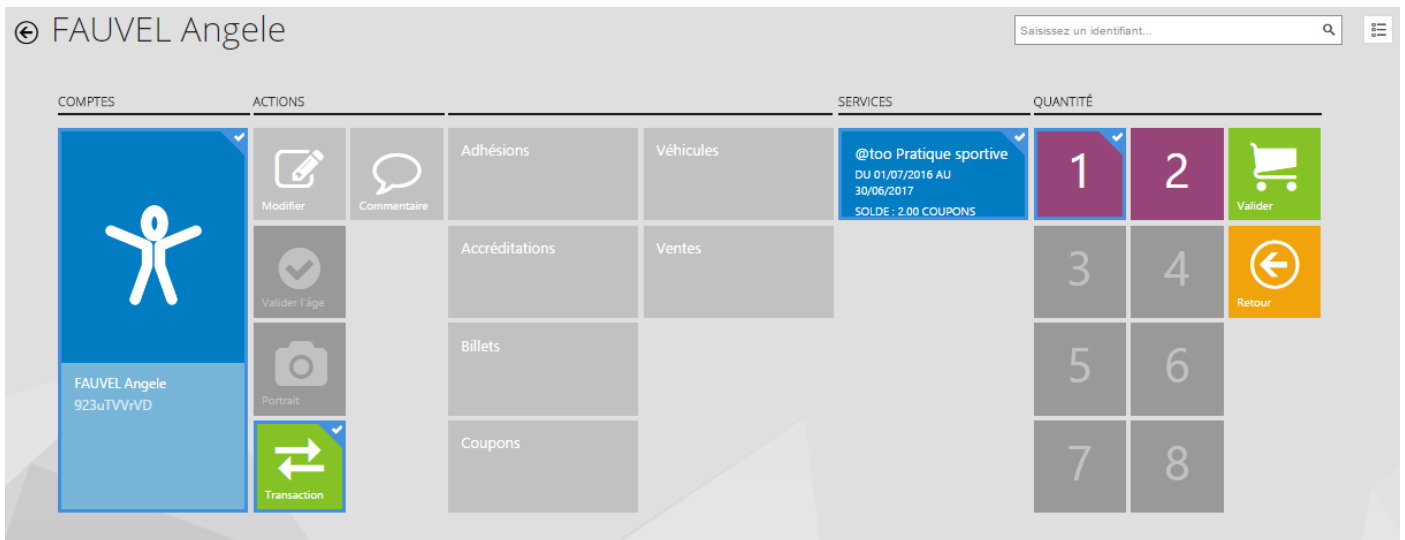 FAUVEL Angele
Saisissez un identifiant...
COMPTES
ACTIONS
SERVICES
QUANTITÉ
FAUVEL Angele
923uTVVrVD
Modifier
Commentaire
Valider l'âge
Portrait
Transaction
Adhésions
Véhicules
Accréditations
Ventes
Billets
Coupons
@too Pratique sportive
DU 01/07/2016 AU
30/06/2017
SOLDE : 2.00 COUPONS
1
2
Valider
3
4
Retour
5
6
7
8